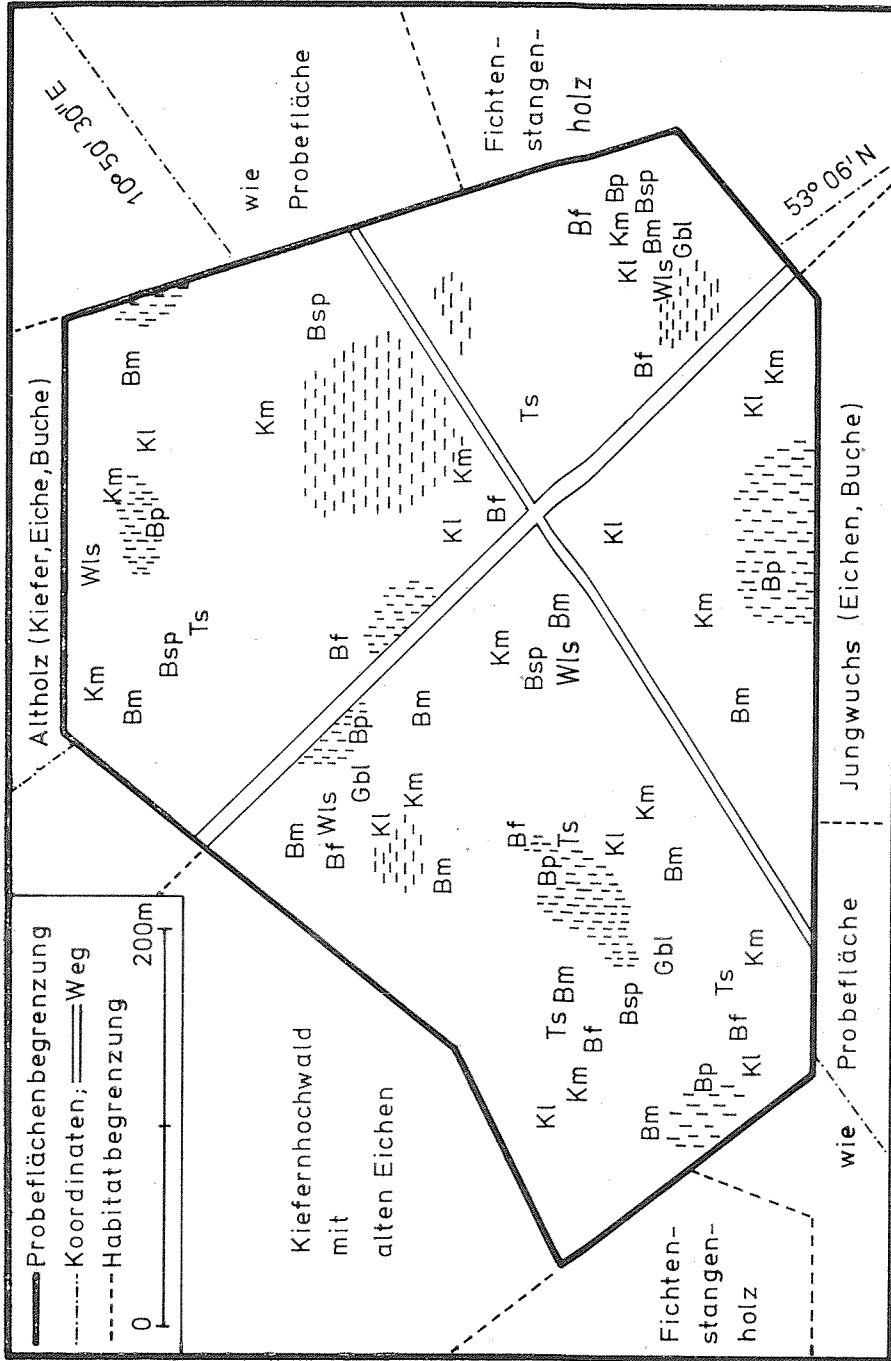 Probeflächenbegrenzung
Koordinaten; Weg
Habitatbegrenzung
0 200m
Altholz (Kiefer, Eiche, Buche)
10° 50' 30" E
Km Wls
Km
Bm Kl Bm
Bsp Bp
Ts
wie
Probefläche
Km
Bm Bsp
Bf Wls Bf
Gbl Bp
Kl
Km Bm
Bm
Kl Km
Bf
Kiefernhochwald
mit
alten Eichen
Fichten-
stangen-
holz
Bf Km
Bsp Ts
Kl Bp
Ts Bm Ts Wls Bm
Km Bf
Bf
Kl Kl Km Bp
Bsp Kl
Km Bf Bm Bsp
Bm Wls
Gbl Bm Gbl
Fichten-
stangen-
holz
Bp Km
Ts
Bf Bm
Kl Km Kl
Bp Km
53° 06' N
wie Probefläche
Jungwuchs (Eichen, Buche)